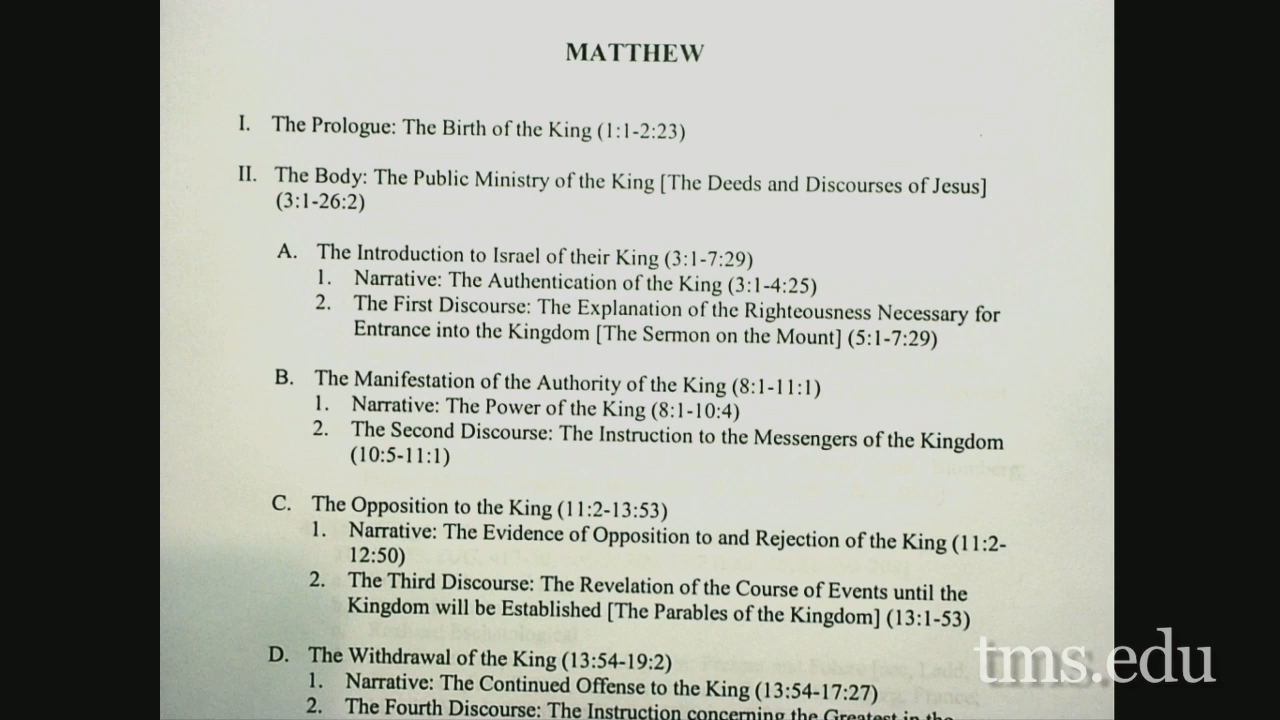 MATTHEW
I. The Prologue: The Birth of the King (1:1-2:23)
II. The Body: The Public Ministry of the King [The Deeds and Discourses of Jesus]
(3:1-26:2)
A. The Introduction to Israel of their King (3:1-7:29)
1. Narrative: The Authentication of the King (3:1-4:25)
2. The First Discourse: The Explanation of the Righteousness Necessary for
Entrance into the Kingdom [The Sermon on the Mount] (5:1-7:29)
B. The Manifestation of the Authority of the King (8:1-11:1)
1. Narrative: The Power of the King (8:1-10:4)
2. The Second Discourse: The Instruction to the Messengers of the Kingdom
(10:5-11:1)
C. The Opposition to the King (11:2-13:53)
1. Narrative: The Evidence of Opposition to and Rejection of the King (11:2-
12:50)
2. The Third Discourse: The Revelation of the Course of Events until the
Kingdom will be Established [The Parables of the Kingdom] (13:1-53)
D. The Withdrawal of the King (13:54-19:2)
1. Narrative: The Continued Offense to the King (13:54-17:27)
2. The Fourth Discourse: The Instruction concerning the Greatest in the
tms.edu